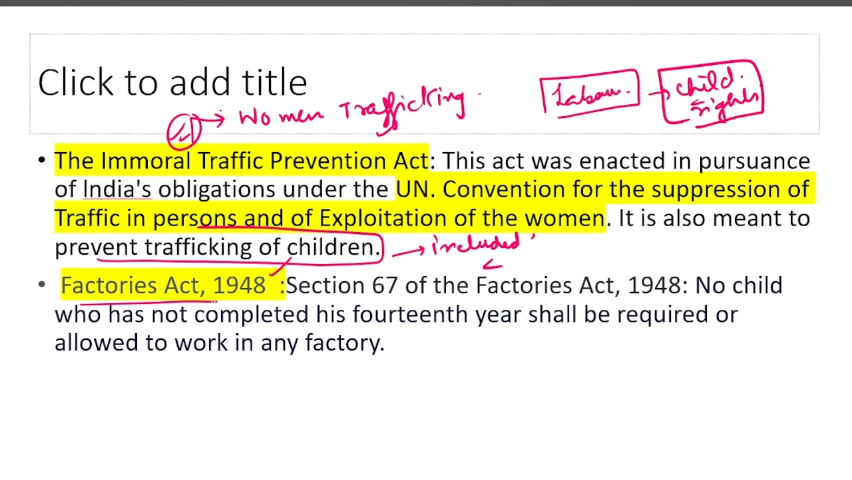 Click to add title
Labour. → child rights
→ Women Trafficking.
• The Immoral Traffic Prevention Act: This act was enacted in pursuance
of India's obligations under the UN. Convention for the suppression of
Traffic in persons and of Exploitation of the women. It is also meant to
prevent trafficking of children. → included
• Factories Act, 1948 :Section 67 of the Factories Act, 1948: No child
who has not completed his fourteenth year shall be required or
allowed to work in any factory.